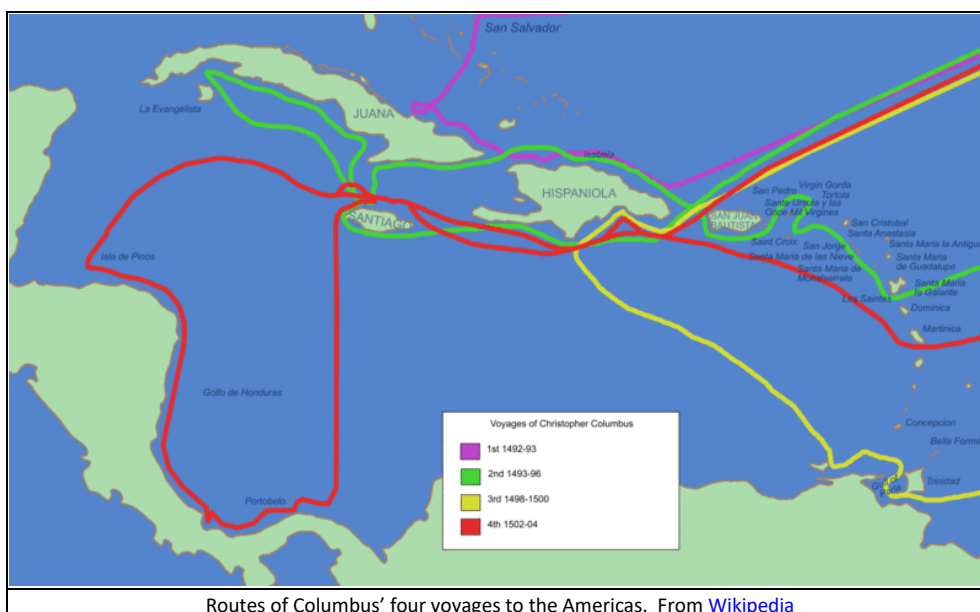 San Salvador
La Evangelista
JUANA
Isabela
HISPANIOLA
SANTIAGO
SAN JUAN
BAUTISTA
San Pedro
Virgin Gorda
Tortola
Santa Ursula y las
Once Mil Virgines
San Cristobal
Santa Anastasia
Saint Croix
San Jorge
Santa Maria la Antigua
Santa Maria de las Nieve
Santa Maria
de Guadalupe
Santa Maria de
Montserrate
Santa Maria
la Galante
Les Saintes
Dominica
Martinica
Isla de Pinos
Golfo de Honduras
Portobelo
Concepcion
Bella Forma
Trinidad
Gulf of
Paria
Voyages of Christopher Columbus
1st 1492-93
2nd 1493-96
3rd 1498-1500
4th 1502-04
Routes of Columbus' four voyages to the Americas. From Wikipedia